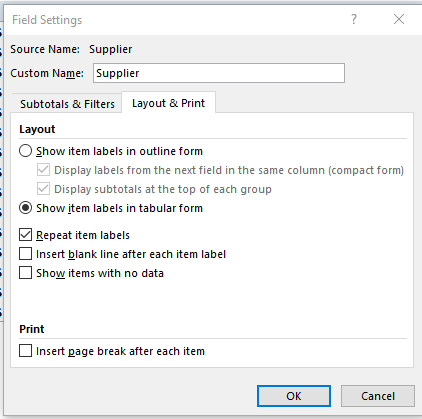 Field Settings
?
Source Name: Supplier
Custom Name: Supplier
Subtotals & Filters
Layout & Print
Layout
Show item labels in outline form
Display labels from the next field in the same column (compact form)
Display subtotals at the top of each group
Show item labels in tabular form
Repeat item labels
Insert blank line after each item label
Show items with no data
Print
Insert page break after each item
OK
Cancel